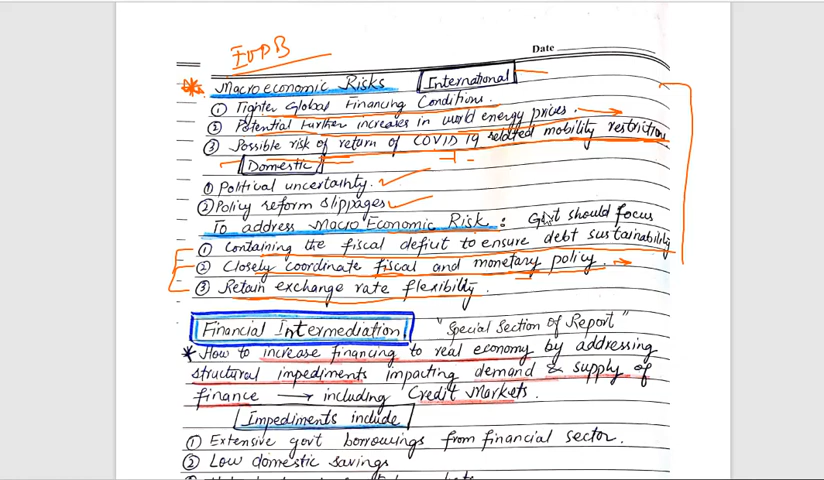 IVPB
Date
* Macroeconomic Risks International
① Tighter Global Financing Conditions.
② Potential Further increases in world energy prices.
③ Possible risk of return of COVID 19 related mobility restriction
Domestic
① Political uncertainty.
② Policy reform slippages
To address Macro Economic Risk : Govt should focus
① Containing the fiscal deficit to ensure debt sustainability
② Closely coordinate fiscal and monetary policy.
③ Retain exchange rate flexibility.
Financial Intermediation "Special Section of Report"
* How to increase financing to real economy by addressing
structural impediments impacting demand & supply of
finance → including Credit Markets.
Impediments include
① Extensive govt borrowings from financial sector.
② Low domestic savings